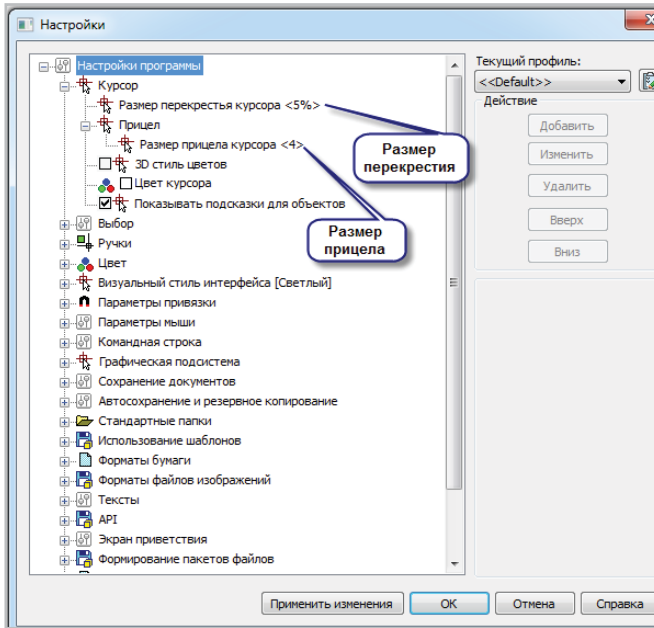 Настройки
Настройки программы
Курсор
Размер перекрестья курсора <5%>
Прицел
Размер прицела курсора <4>
3D стиль цветов
Цвет курсора
Показывать подсказки для объектов
Выбор
Ручки
Цвет
Визуальный стиль интерфейса [Светлый]
Параметры привязки
Параметры мыши
Командная строка
Графическая подсистема
Сохранение документов
Автосохранение и резервное копирование
Стандартные папки
Использование шаблонов
Форматы бумаги
Форматы файлов изображений
Тексты
API
Экран приветствия
Формирование пакетов файлов
Размер
перекрестия
Размер
прицела
Текущий профиль:
<<Default>>
Действие
Добавить
Изменить
Удалить
Вверх
Вниз
Применить изменения
ОК
Отмена
Справка